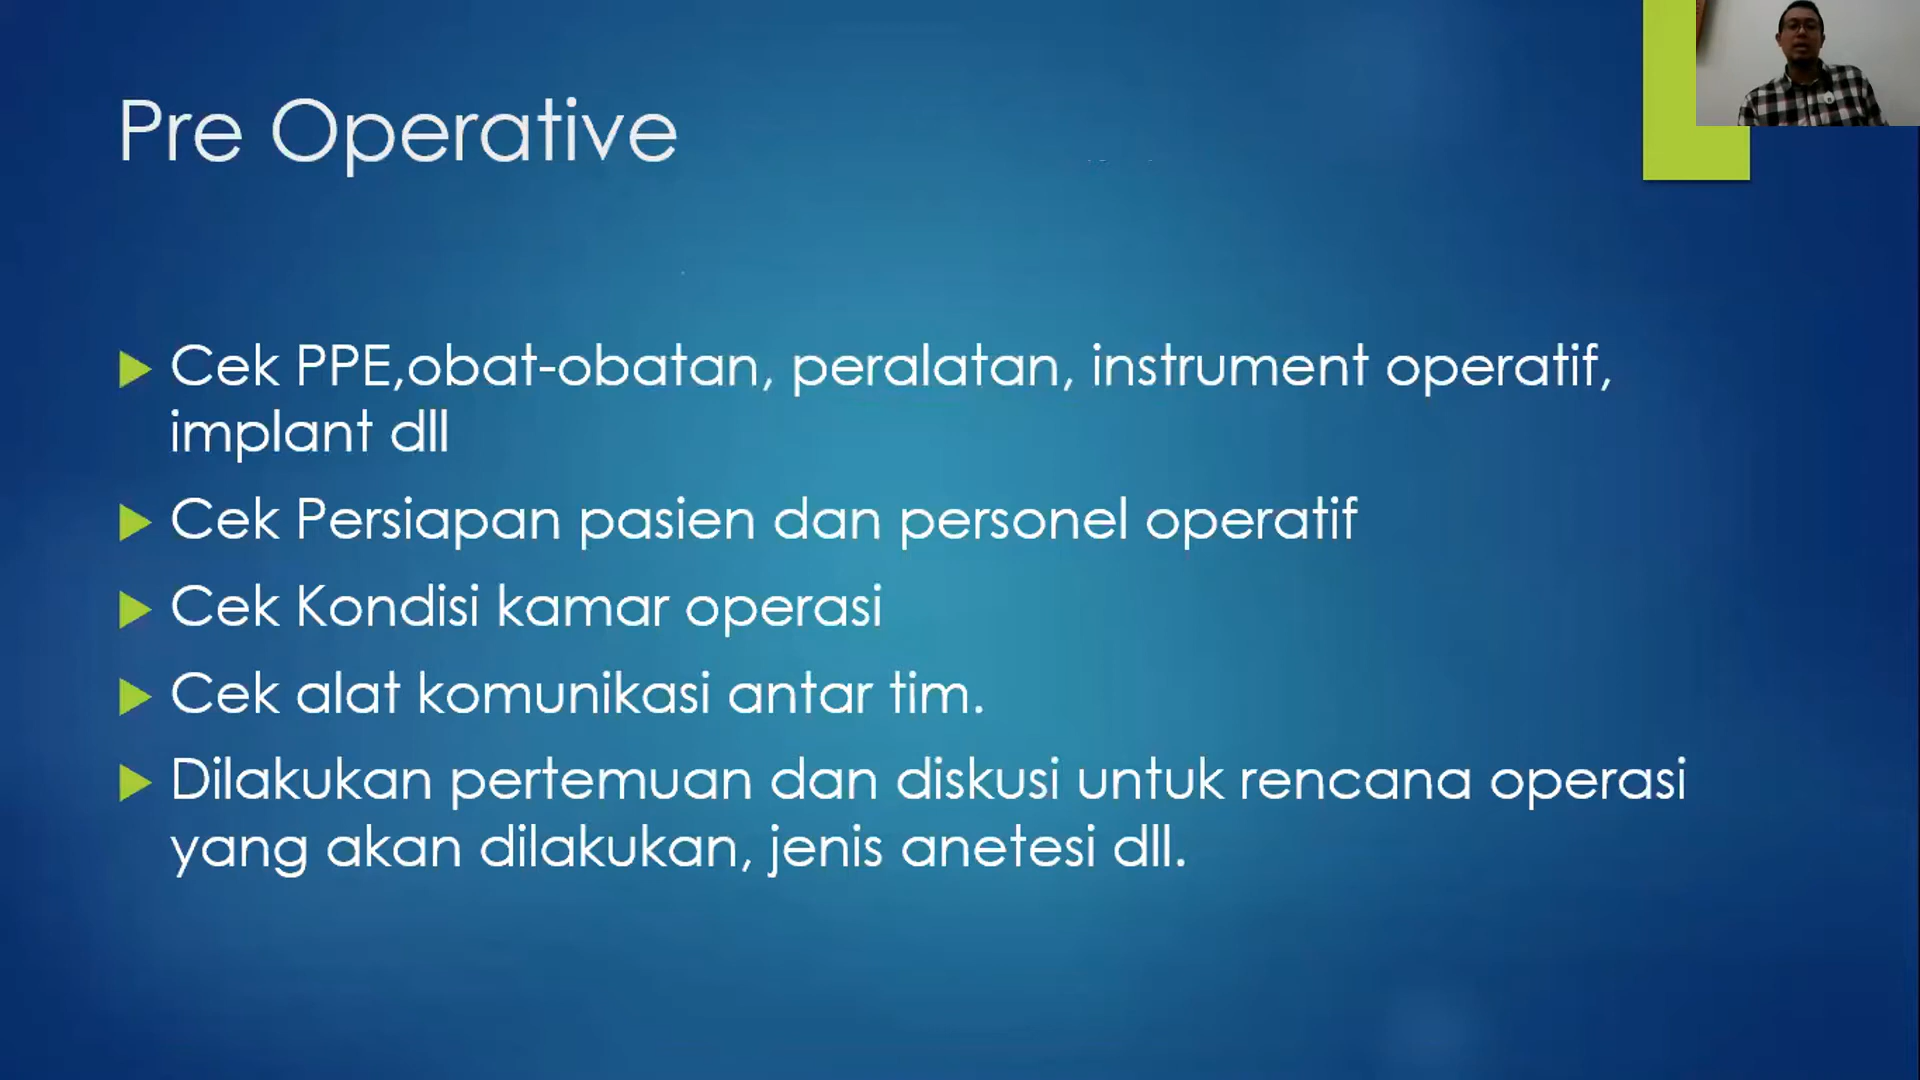 Pre Operative
Cek PPE,obat-obatan, peralatan, instrument operatif,
implant dll
Cek Persiapan pasien dan personel operatif
Cek Kondisi kamar operasi
Cek alat komunikasi antar tim.
Dilakukan pertemuan dan diskusi untuk rencana operasi
yang akan dilakukan, jenis anetesi dll.